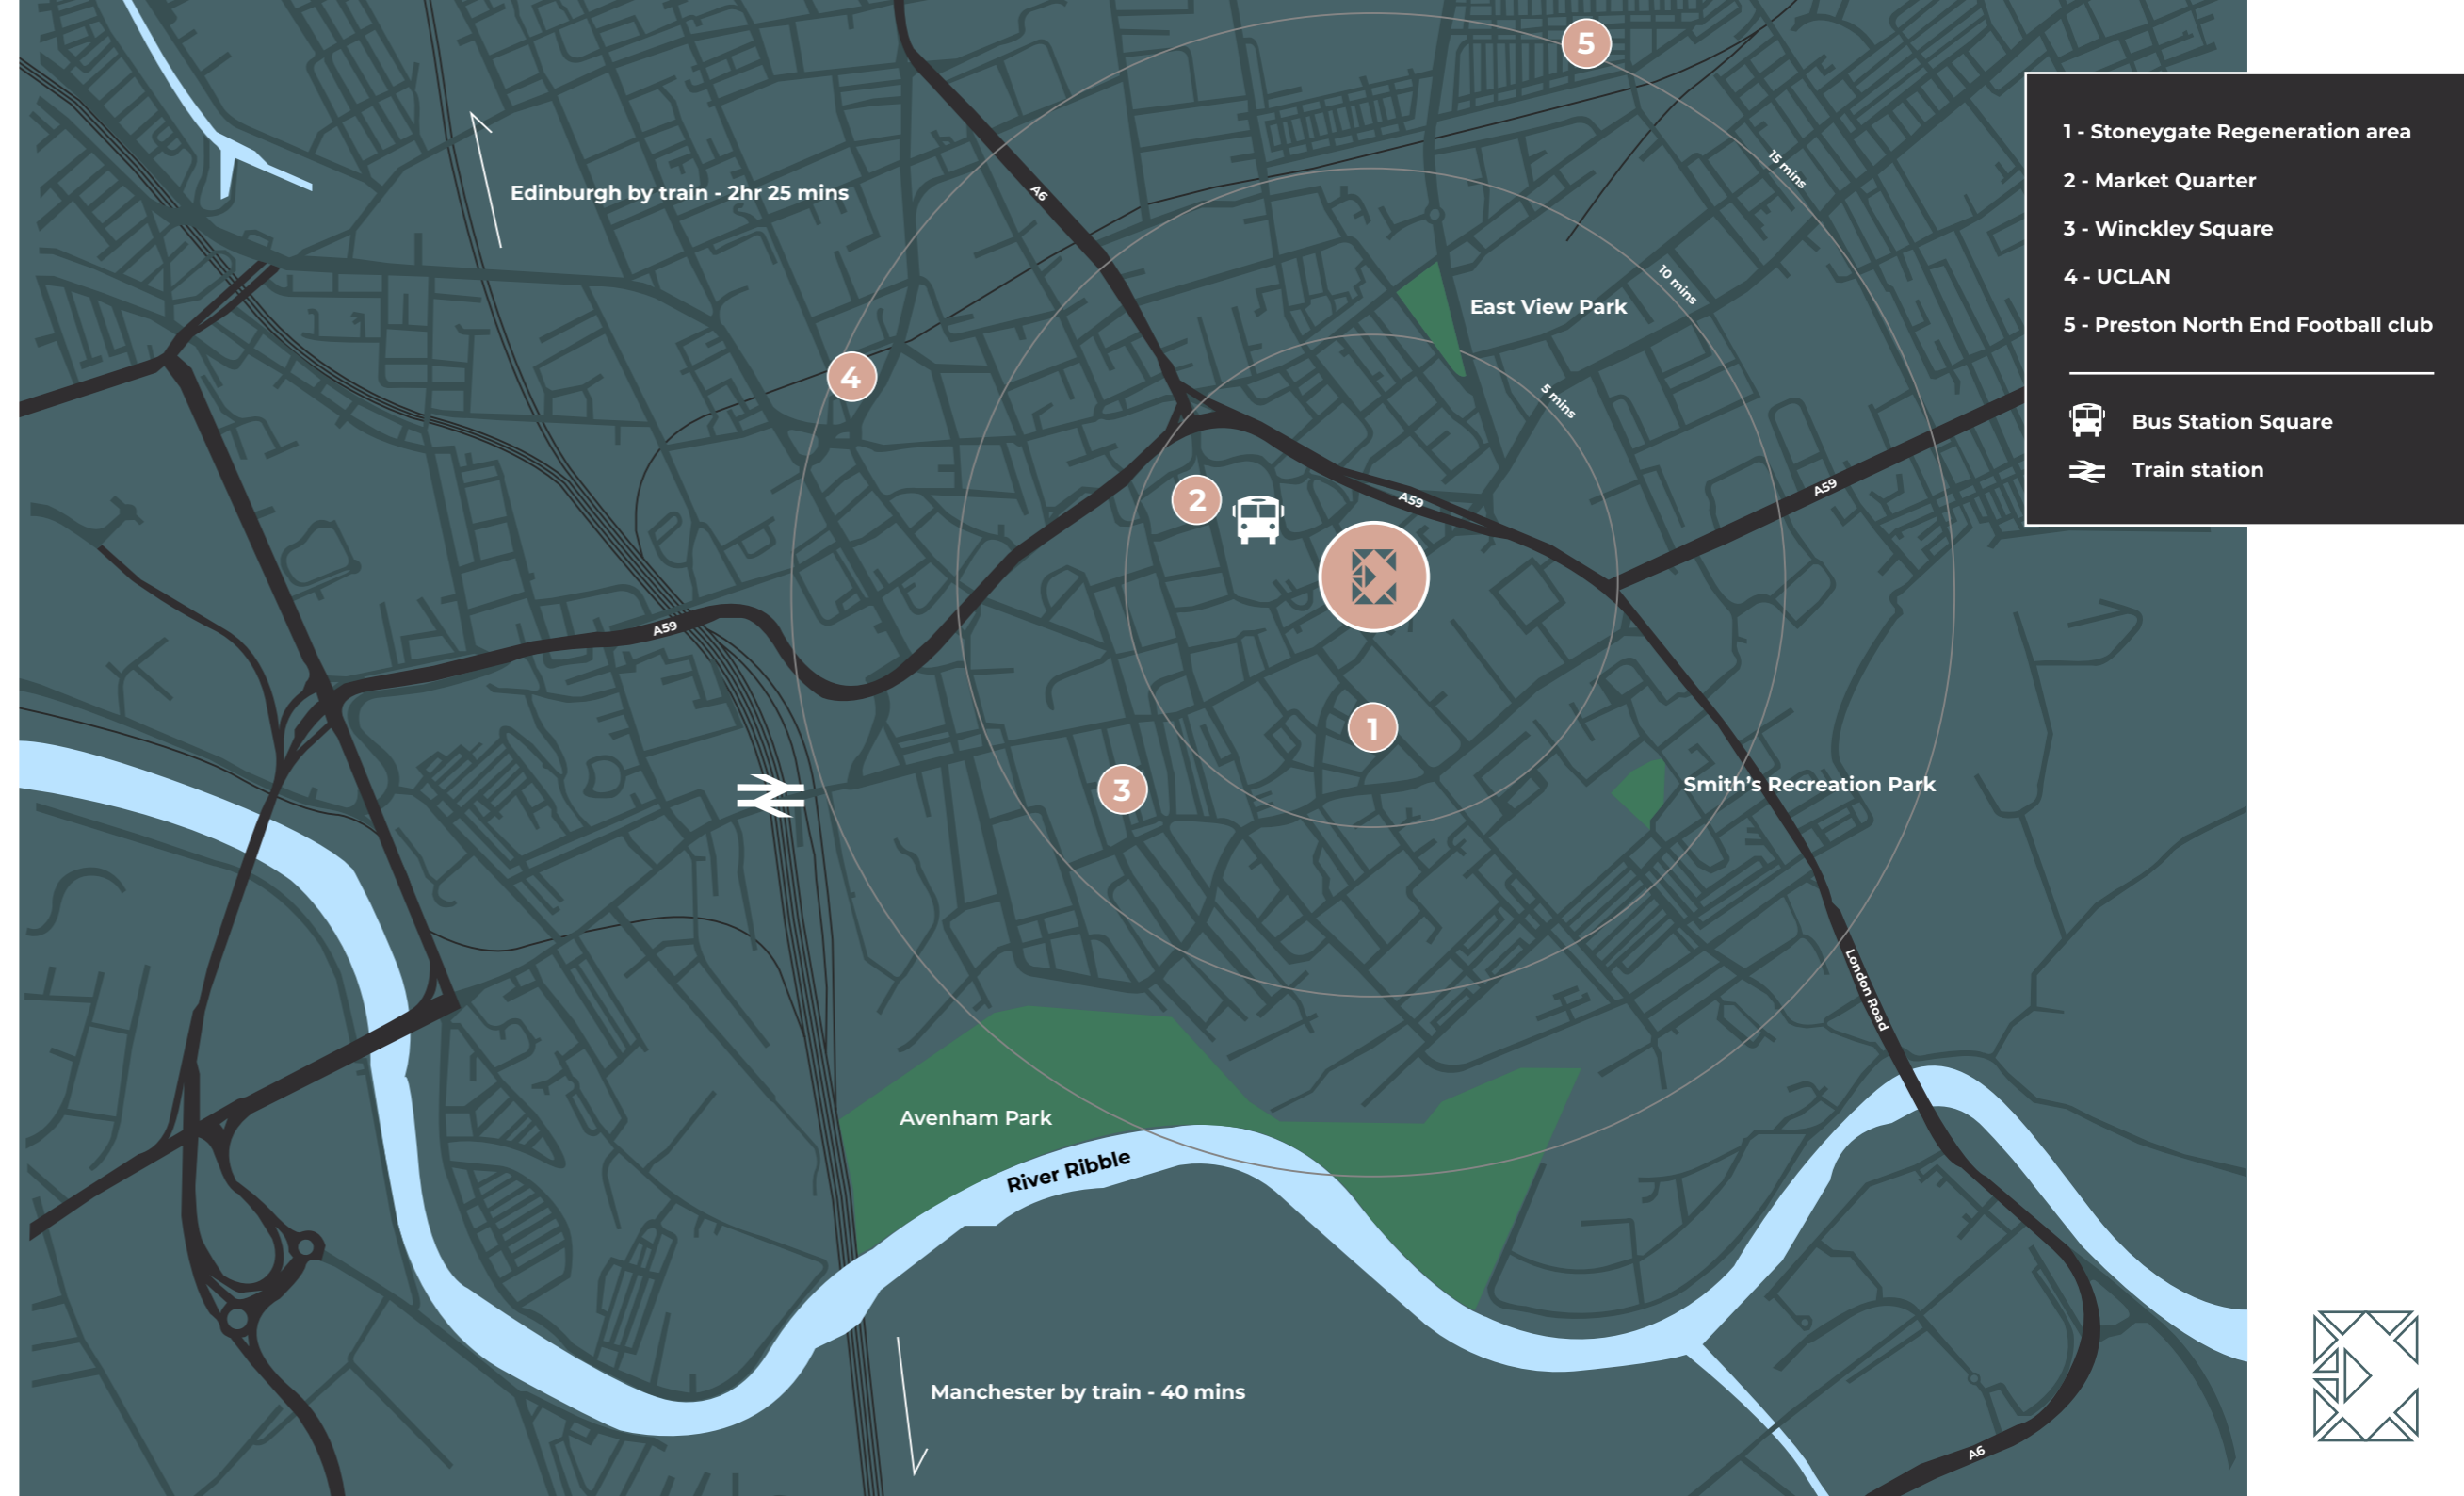 5
15 mins
1 - Stoneygate Regeneration area
2 - Market Quarter
3 - Winckley Square
4 - UCLAN
5 - Preston North End Football club
Bus Station Square
Train station
Edinburgh by train - 2hr 25 mins
A6
10 mins
East View Park
4
5 mins
2
A59
A59
A59
1
3
Smith’s Recreation Park
London Road
Avenham Park
River Ribble
Manchester by train - 40 mins
A6